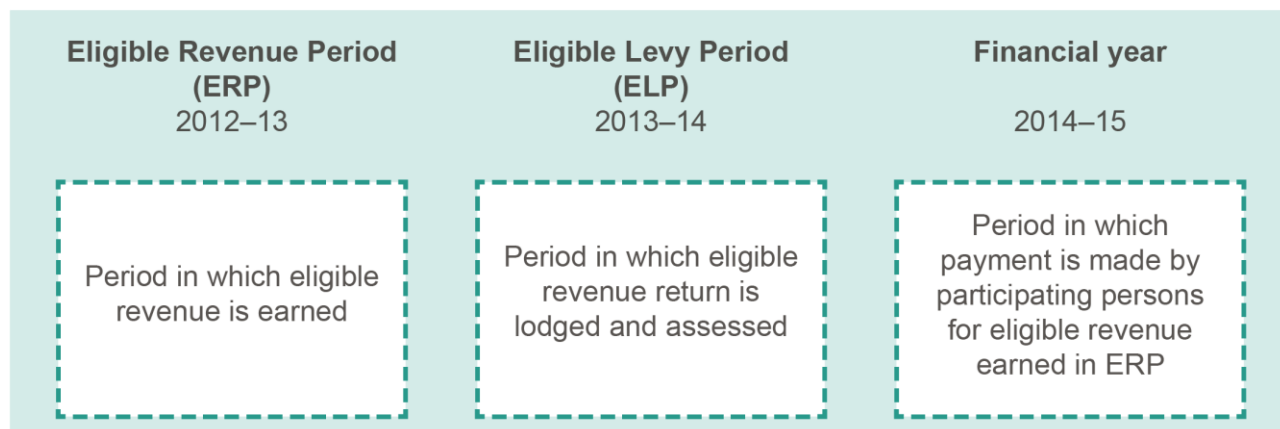 Eligible Revenue Period
(ERP)
2012–13
Eligible Levy Period
(ELP)
2013–14
Financial year
2014–15
Period in which eligible
revenue is earned
Period in which eligible
revenue return is
lodged and assessed
Period in which
payment is made by
participating persons
for eligible revenue
earned in ERP